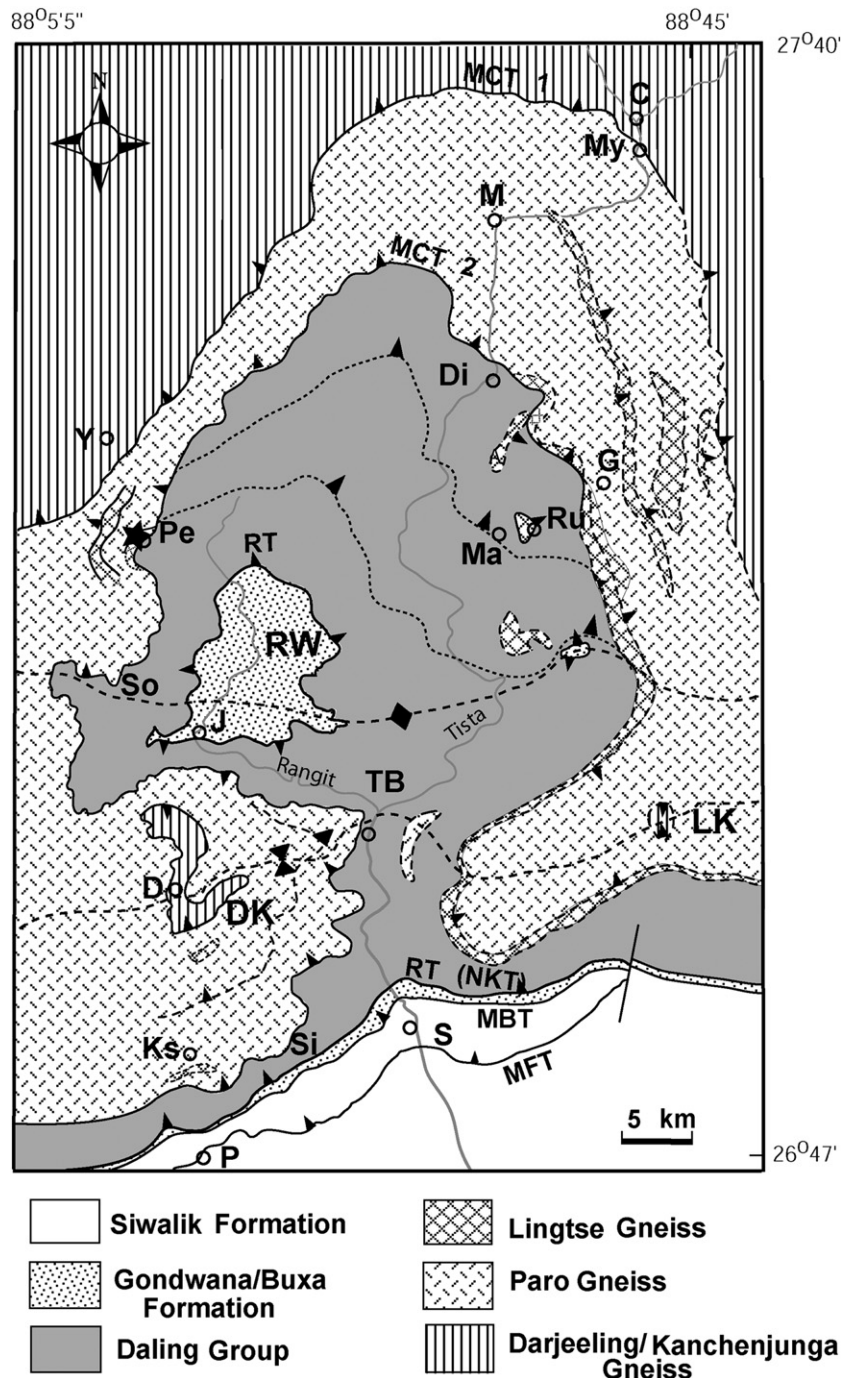 88°5'5"
88°45'
27°40'
N
MCT 1
C
My
M
MCT 2
Di
Y
G
Pe
Ru
Ma
RT
RW
So
J
Tista
Rangit
TB
LK
Do
DK
RT (NKT)
MBT
S
Si
Ks
MFT
5 km
P
26°47'
Siwalik Formation
Lingtse Gneiss
Gondwana/Buxa
Formation
Paro Gneiss
Daling Group
Darjeeling/Kanchenjunga
Gneiss